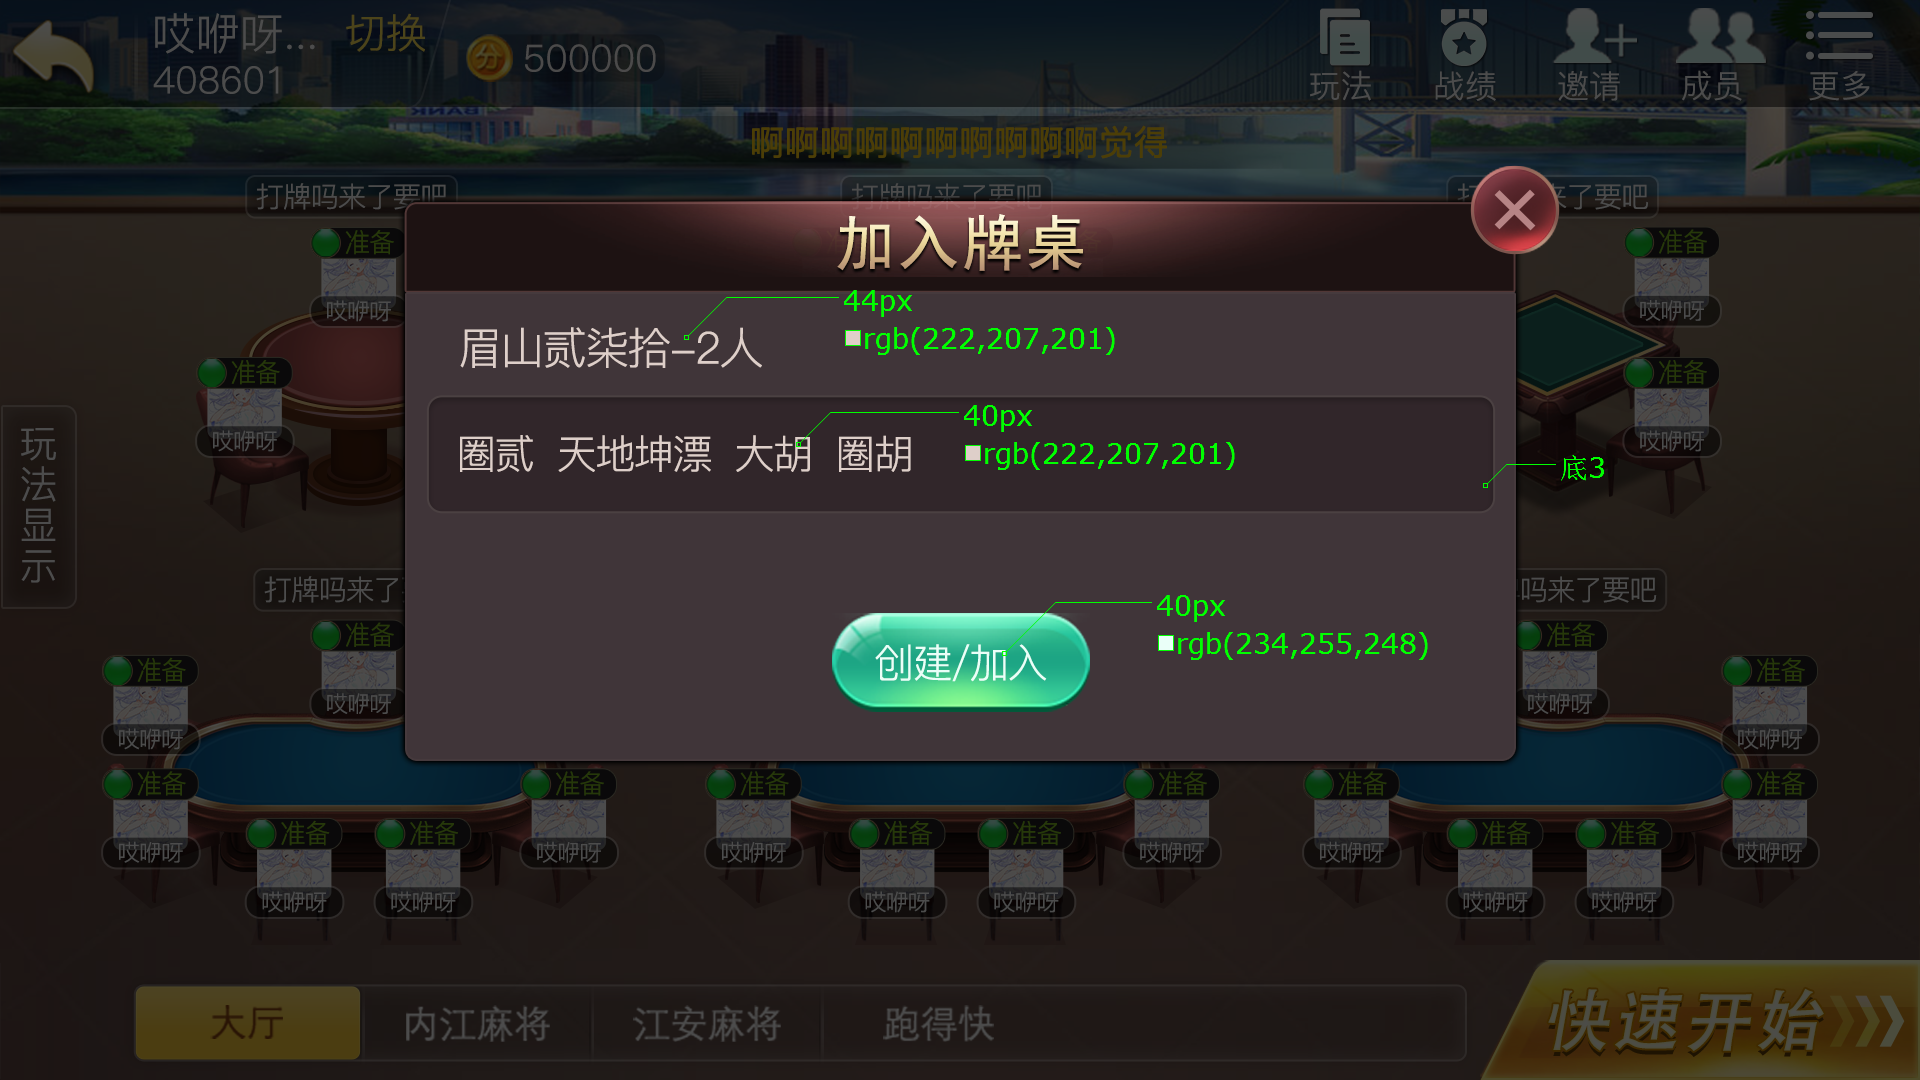 哎咿呀... 切换
408601
分 500000
玩法 战绩 邀请 成员 更多
BANK
啊啊啊啊啊啊啊啊啊啊觉得
打牌吗来了要吧 打牌吗来了要吧 打 来了要吧
加入牌桌
准备 准备
哎咿呀 哎咿呀
44px
rgb(222,207,201)
眉山贰柒拾-2人
准备 准备
哎咿呀 哎咿呀
40px
rgb(222,207,201)
圈贰 天地坤漂 大胡 圈胡
底3
玩法显示
打牌吗来了 吗来了要吧
40px
rgb(234,255,248)
创建/加入
准备 准备
哎咿呀 哎咿呀
准备 准备
哎咿呀 哎咿呀
准备 准备 准备 准备 准备 准备
哎咿呀 哎咿呀 哎咿呀 哎咿呀 哎咿呀 哎咿呀
准备 准备 准备 准备 准备 准备
哎咿呀 哎咿呀 哎咿呀 哎咿呀 哎咿呀 哎咿呀
大厅 内江麻将 江安麻将 跑得快
快速开始